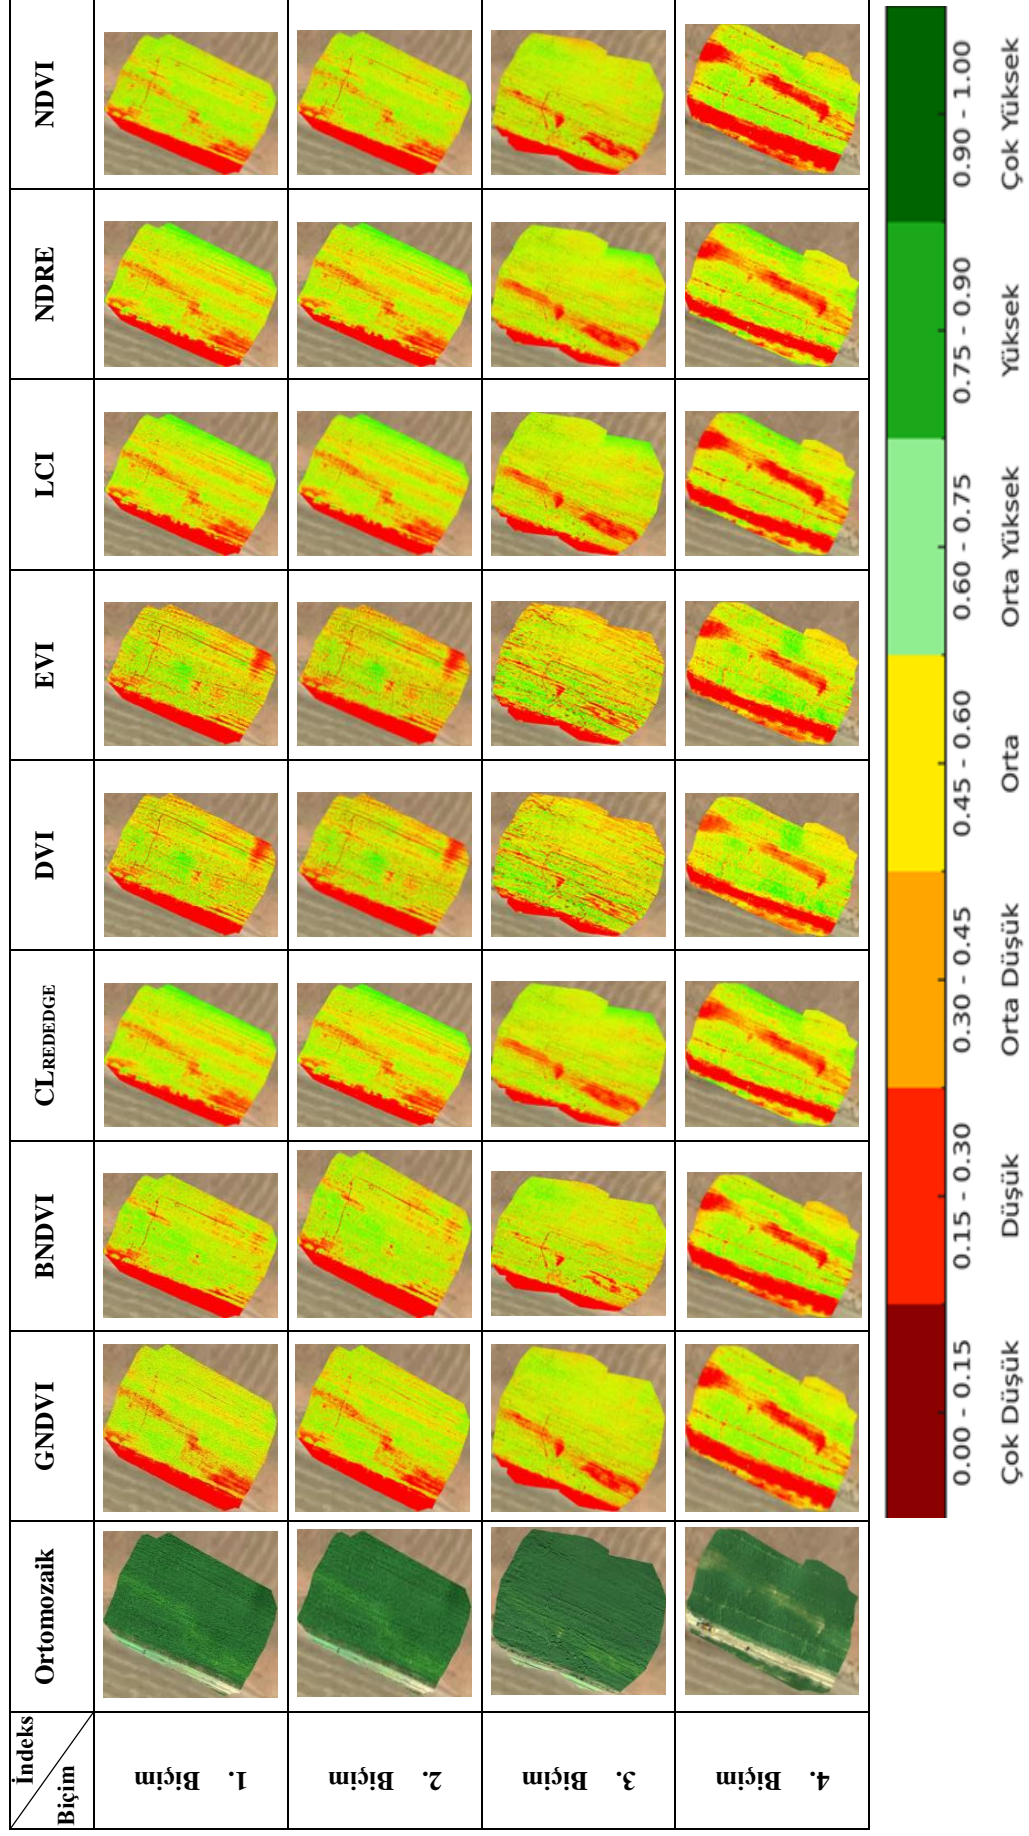 İndeks
Biçim
Ortomozaik
GNDVI
BNDVI
CLREDEDGE
DVI
EVI
LCI
NDRE
NDVI
1. Biçim
2. Biçim
3. Biçim
4. Biçim
0.00 - 0.15
0.15 - 0.30
0.30 - 0.45
0.45 - 0.60
0.60 - 0.75
0.75 - 0.90
0.90 - 1.00
Çok Düşük
Düşük
Orta Düşük
Orta
Orta Yüksek
Yüksek
Çok Yüksek